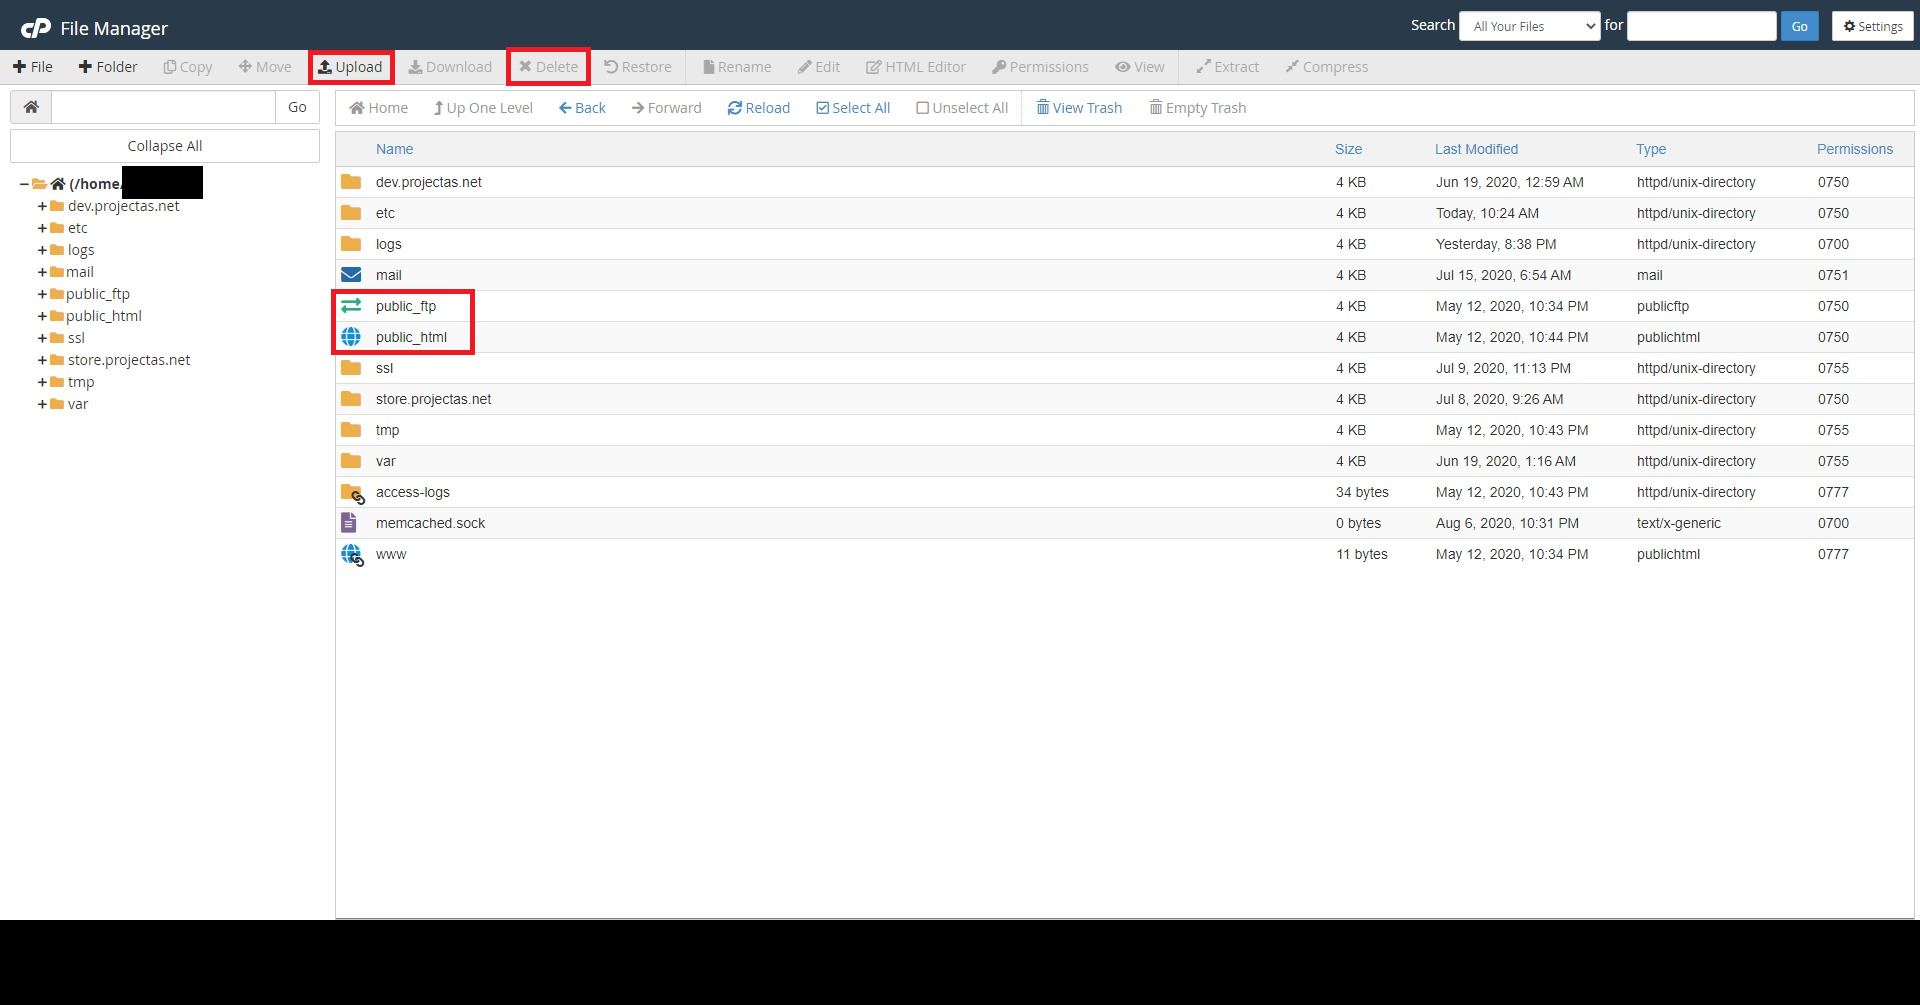 cP File Manager Search All Your Files for Go Settings
File Folder Copy Move Upload Download Delete Restore Rename Edit HTML Editor Permissions View Extract Compress
Go Home Up One Level Back Forward Reload Select All Unselect All View Trash Empty Trash
Collapse All
(/home/
dev.projectas.net
etc
logs
mail
public_ftp
public_html
ssl
store.projectas.net
tmp
var
Name Size Last Modified Type Permissions
dev.projectas.net 4 KB Jun 19, 2020, 12:59 AM httpd/unix-directory 0750
etc 4 KB Today, 10:24 AM httpd/unix-directory 0750
logs 4 KB Yesterday, 8:38 PM httpd/unix-directory 0700
mail 4 KB Jul 15, 2020, 6:54 AM mail 0751
public_ftp 4 KB May 12, 2020, 10:34 PM publicftp 0750
public_html 4 KB May 12, 2020, 10:44 PM publichtml 0750
ssl 4 KB Jul 9, 2020, 11:13 PM httpd/unix-directory 0755
store.projectas.net 4 KB Jul 8, 2020, 9:26 AM httpd/unix-directory 0750
tmp 4 KB May 12, 2020, 10:43 PM httpd/unix-directory 0755
var 4 KB Jun 19, 2020, 1:16 AM httpd/unix-directory 0755
access-logs 34 bytes May 12, 2020, 10:43 PM httpd/unix-directory 0777
memcached.sock 0 bytes Aug 6, 2020, 10:31 PM text/x-generic 0700
www 11 bytes May 12, 2020, 10:34 PM publichtml 0777